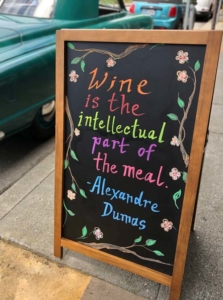 Wine
is the
intellectual
part of
the meal.
-Alexandre
Dumas